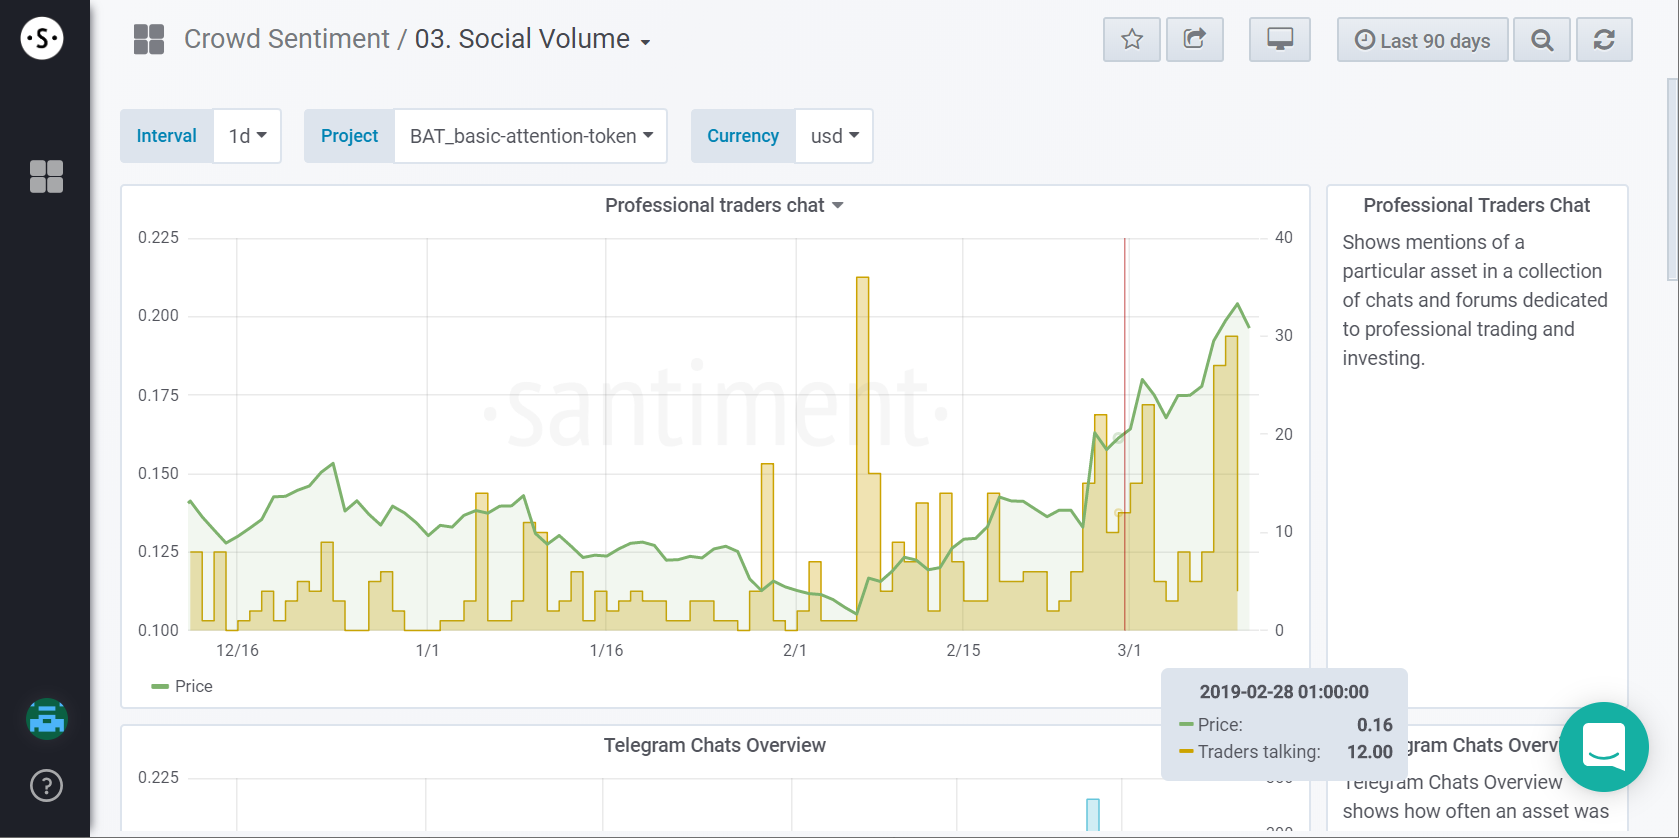 ·S·
Crowd Sentiment / 03. Social Volume
Last 90 days
Interval 1d
Project BAT_basic-attention-token
Currency usd
Professional traders chat
0.225
0.200
0.175
0.150
0.125
0.100
40
30
20
10
0
·santiment·
12/16 1/1 1/16 2/1 2/15 3/1
Price
Professional Traders Chat
Shows mentions of a
particular asset in a collection
of chats and forums dedicated
to professional trading and
investing.
2019-02-28 01:00:00
Price: 0.16
Traders talking: 12.00
Telegram Chats Overview
0.225
gram Chats Overvi
Telegram Chats Overview
shows how often an asset was
?